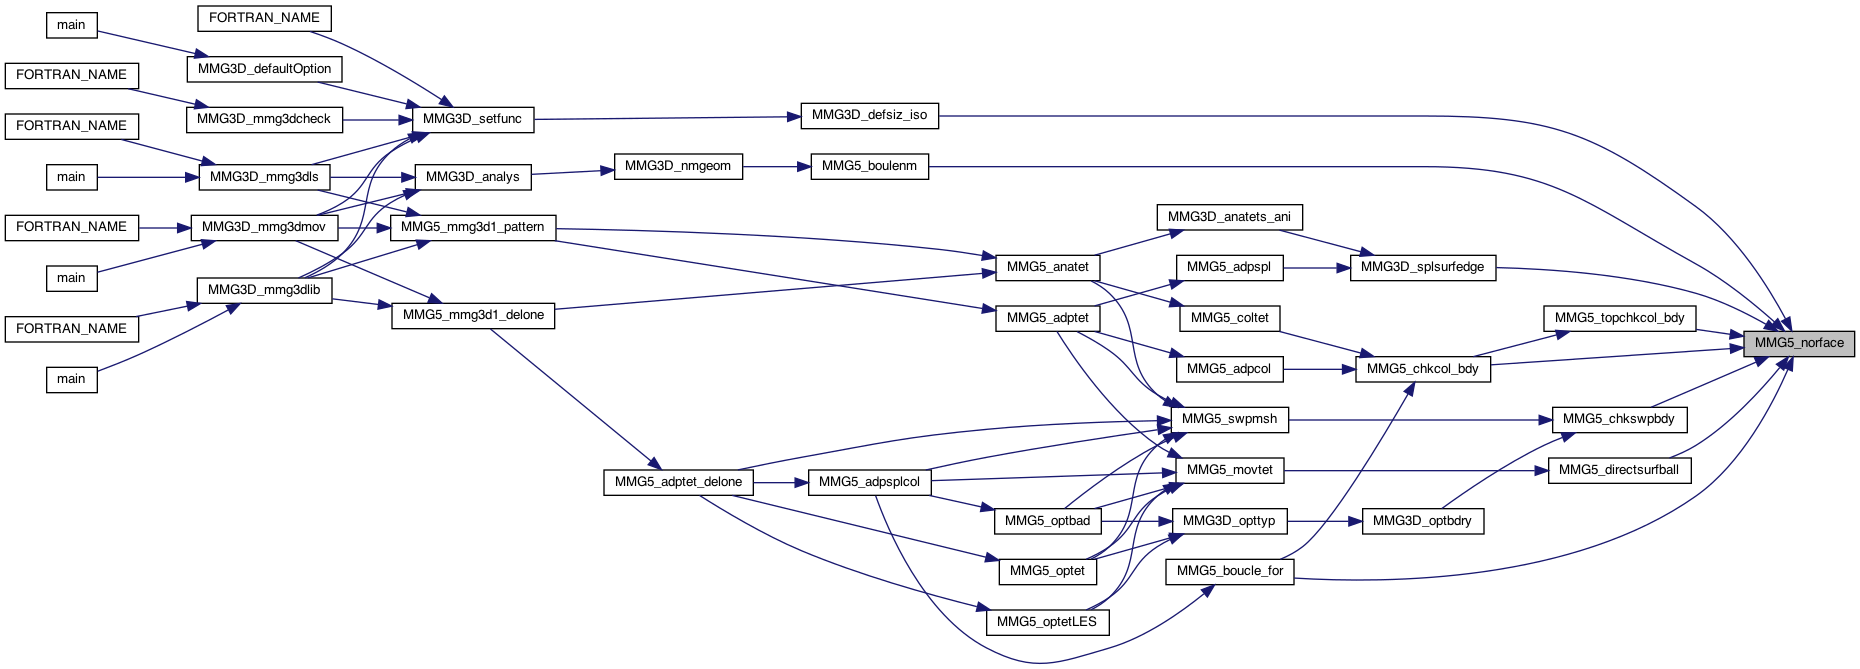 main
FORTRAN_NAME
MMG3D_defaultOption
FORTRAN_NAME
MMG3D_mmg3dcheck
MMG3D_setfunc
MMG3D_defsiz_iso
FORTRAN_NAME
main
MMG3D_mmg3dls
MMG3D_analys
MMG3D_nmgeom
MMG5_boulenm
FORTRAN_NAME
MMG3D_mmg3dmov
MMG5_mmg3d1_pattern
MMG3D_anatets_ani
main
MMG3D_mmg3dlib
MMG5_anatet
MMG5_adpspl
MMG3D_splsurfedge
FORTRAN_NAME
MMG5_mmg3d1_delone
MMG5_adptet
MMG5_coltet
MMG5_topchkcol_bdy
MMG5_norface
main
MMG5_adpcol
MMG5_chkcol_bdy
MMG5_swpmsh
MMG5_chkswpbdy
MMG5_adptet_delone
MMG5_adpsplcol
MMG5_movtet
MMG5_directsurfball
MMG5_optbad
MMG3D_opttyp
MMG3D_optbdry
MMG5_optet
MMG5_boucle_for
MMG5_optetLES